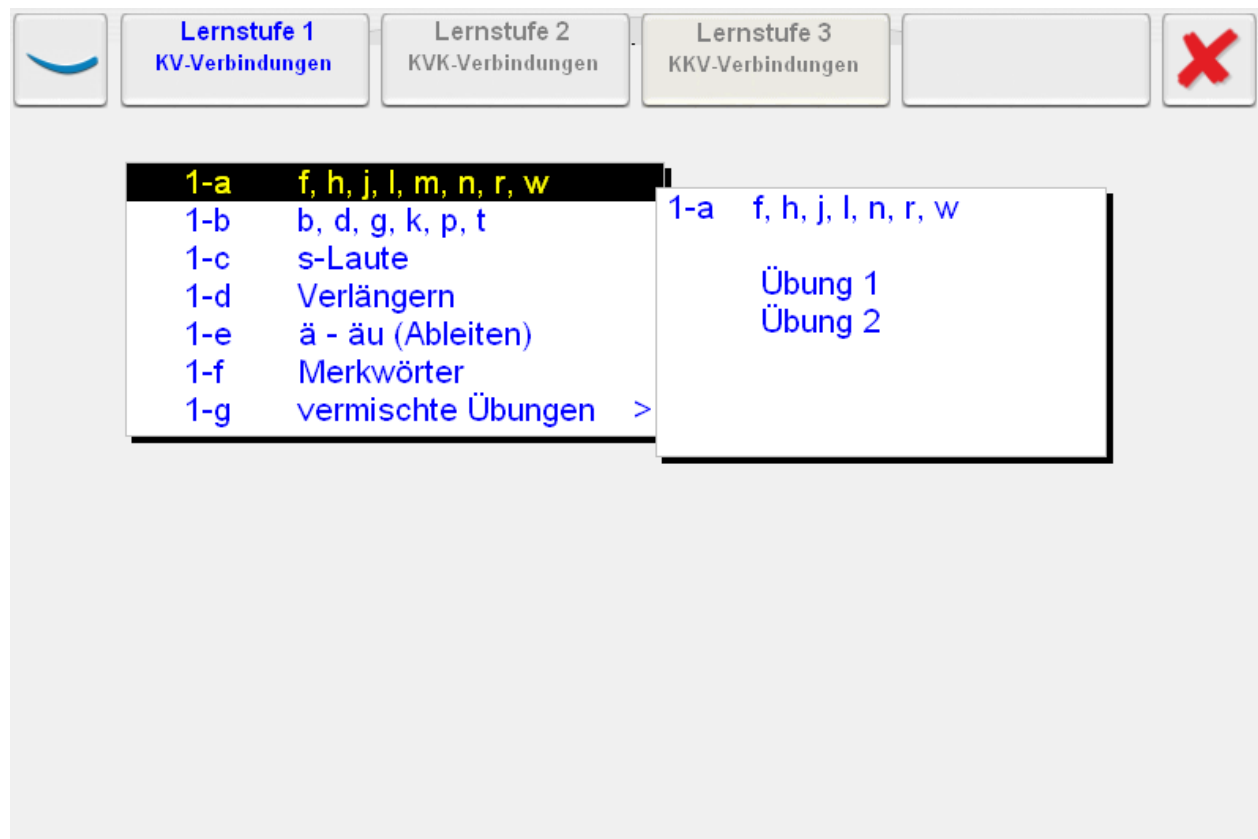 Lernstufe 1
KV-Verbindungen
Lernstufe 2
KVK-Verbindungen
Lernstufe 3
KKV-Verbindungen
1-a f, h, j, l, m, n, r, w
1-b b, d, g, k, p, t
1-c s-Laute
1-d Verlängern
1-e ä - äu (Ableiten)
1-f Merkwörter
1-g vermischte Übungen >
1-a f, h, j, l, n, r, w
Übung 1
Übung 2